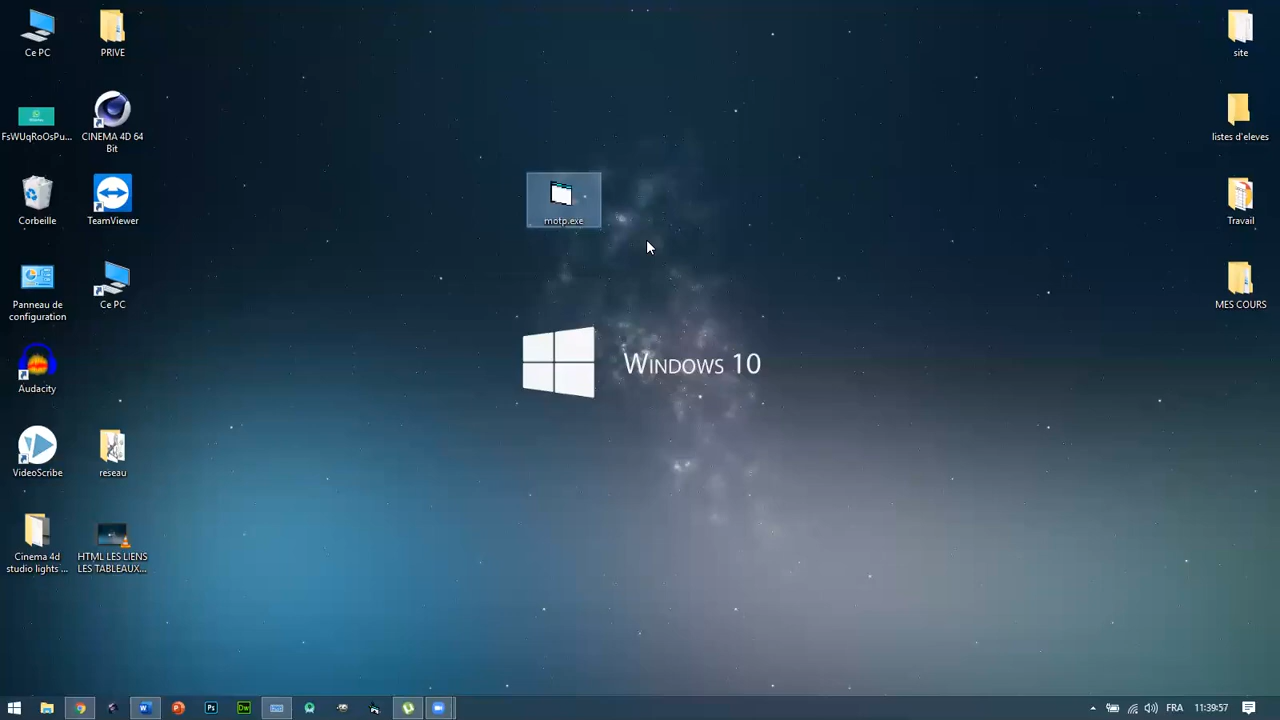 Ce PC
PRIVE
FsWUqRoOsPu...
CINEMA 4D 64
Bit
Corbeille
TeamViewer
Panneau de
configuration
Ce PC
Audacity
VideoScribe
reseau
Cinema 4d
studio lights ...
HTML LES LIENS
LES TABLEAUX...
motp.exe
WINDOWS 10
site
listes d'eleves
Travail
MES COURS
Ps
Dw
FRA
11:39:57